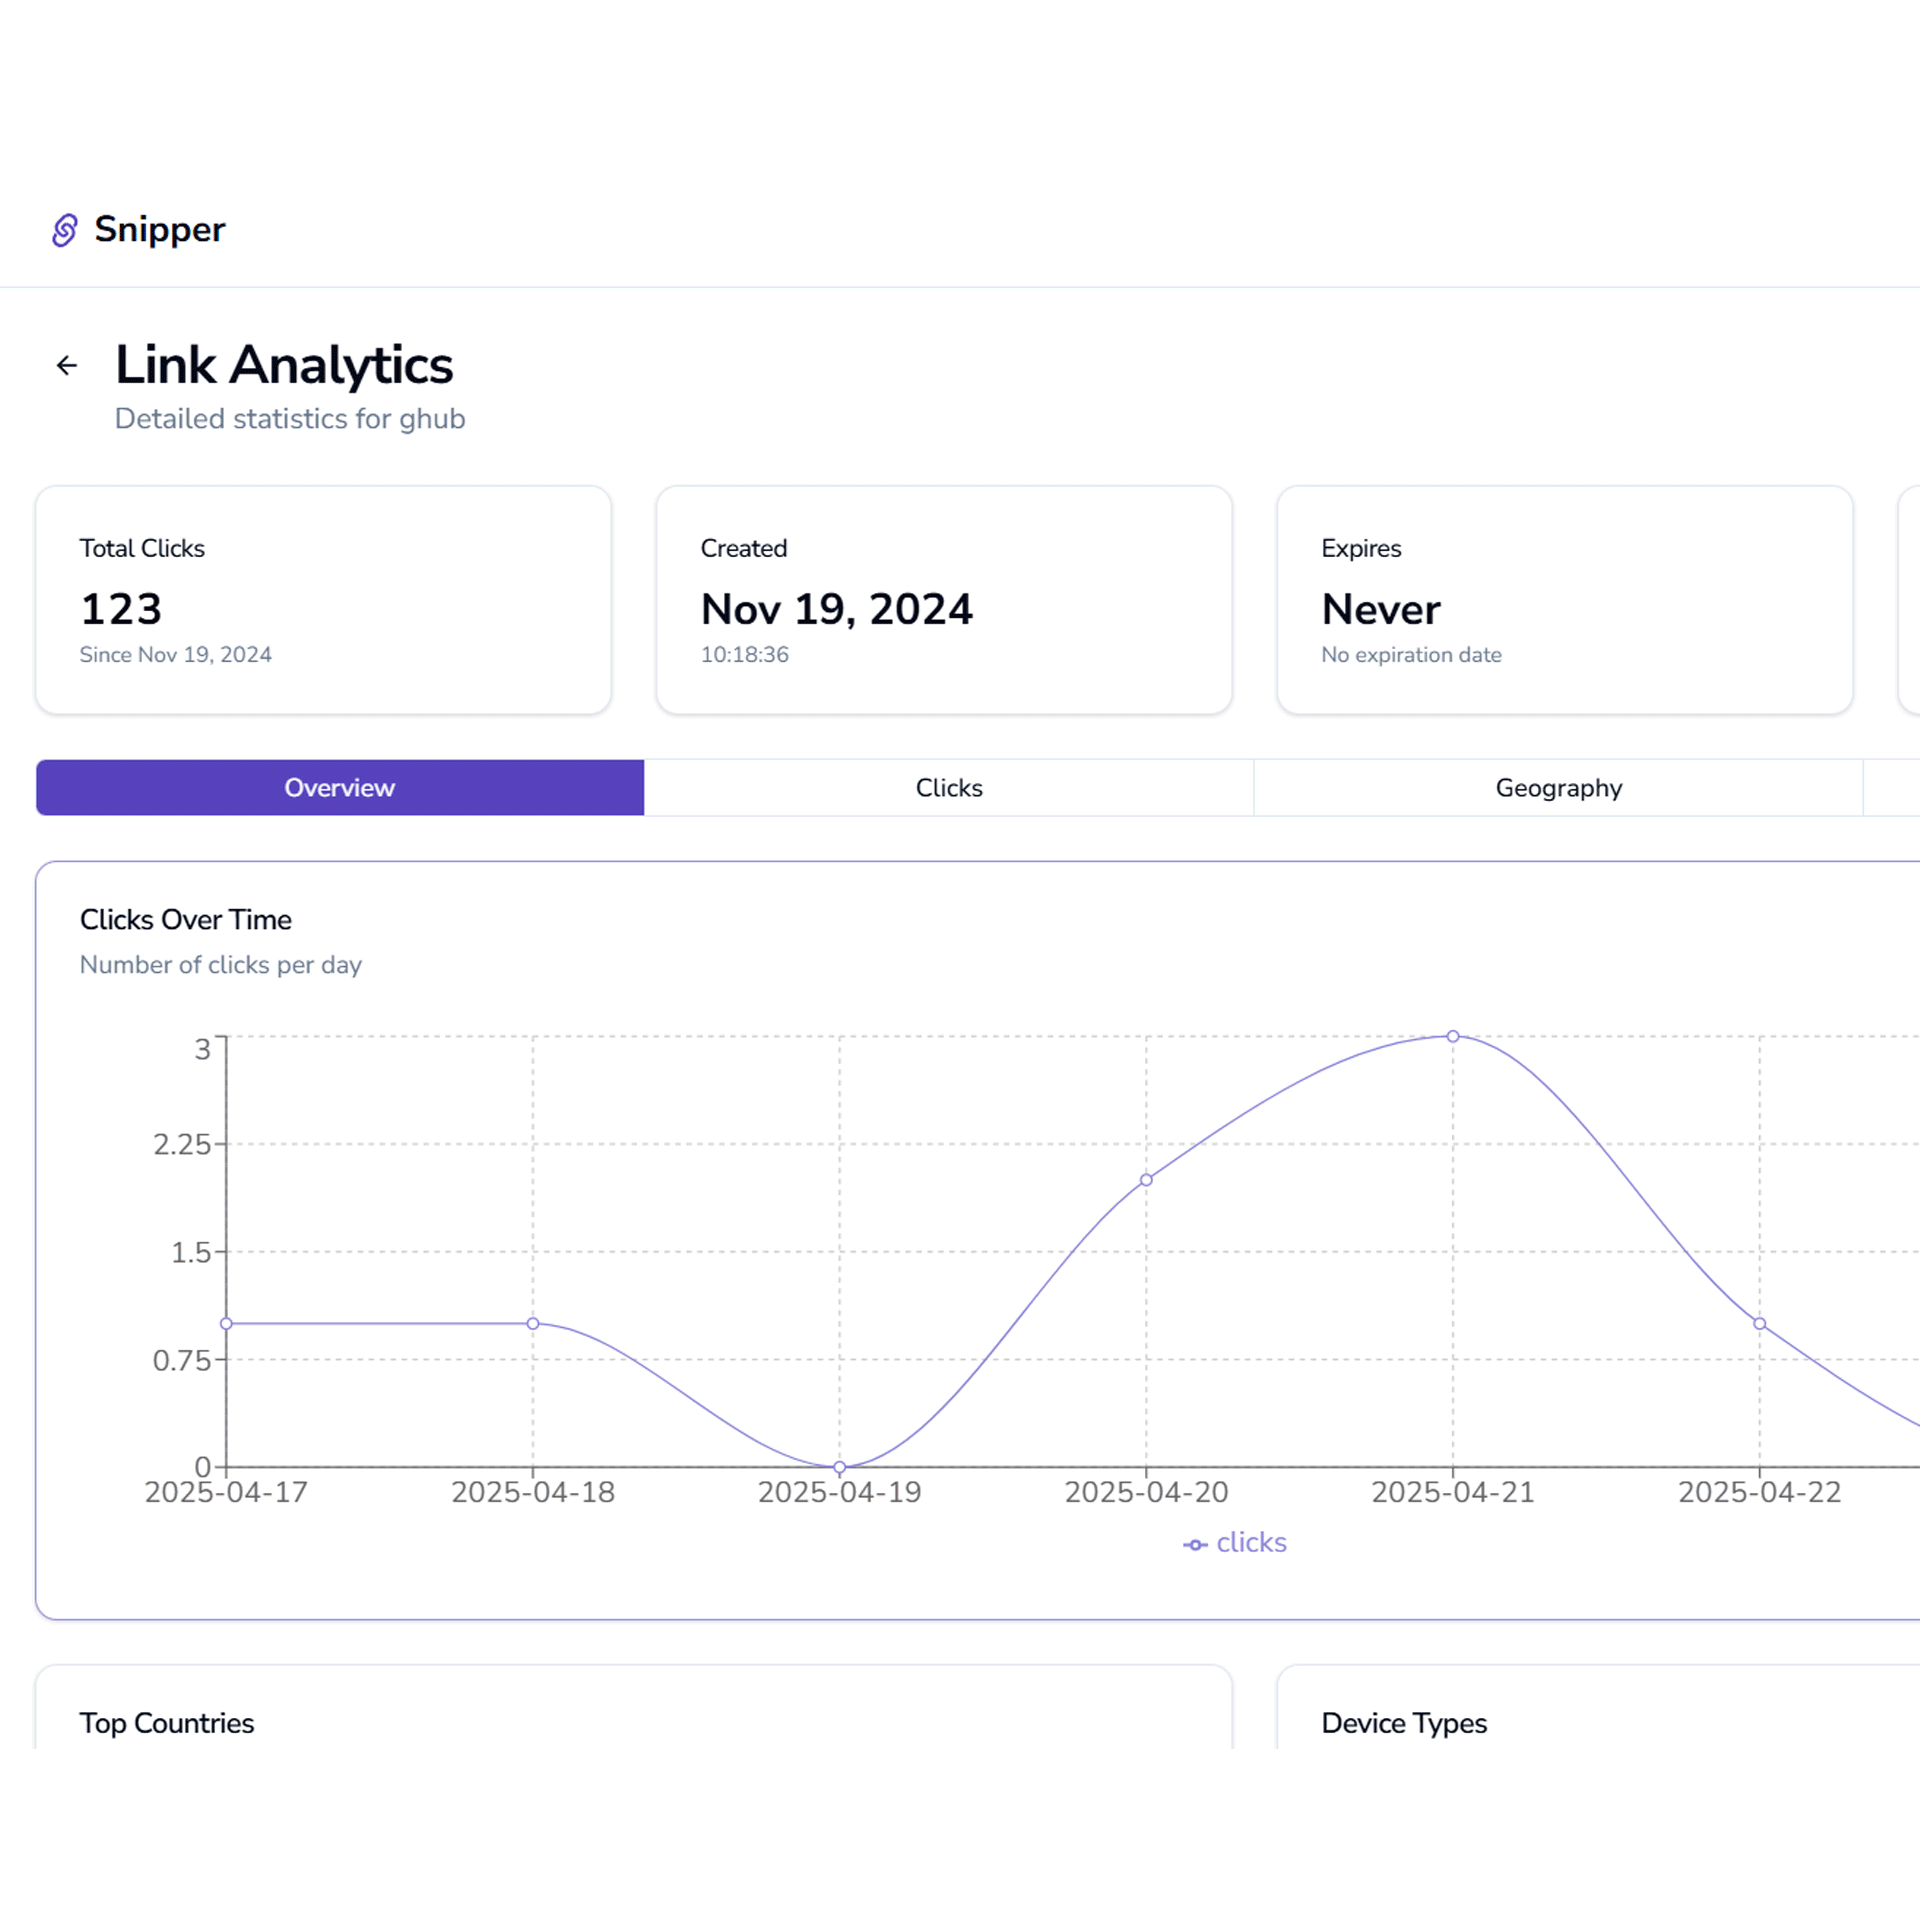 Snipper
Link Analytics
Detailed statistics for ghub
Total Clicks
123
Since Nov 19, 2024
Created
Nov 19, 2024
10:18:36
Expires
Never
No expiration date
Overview
Clicks
Geography
Clicks Over Time
Number of clicks per day
3
2.25
1.5
0.75
0
2025-04-17
2025-04-18
2025-04-19
2025-04-20
2025-04-21
2025-04-22
clicks
Top Countries
Device Types